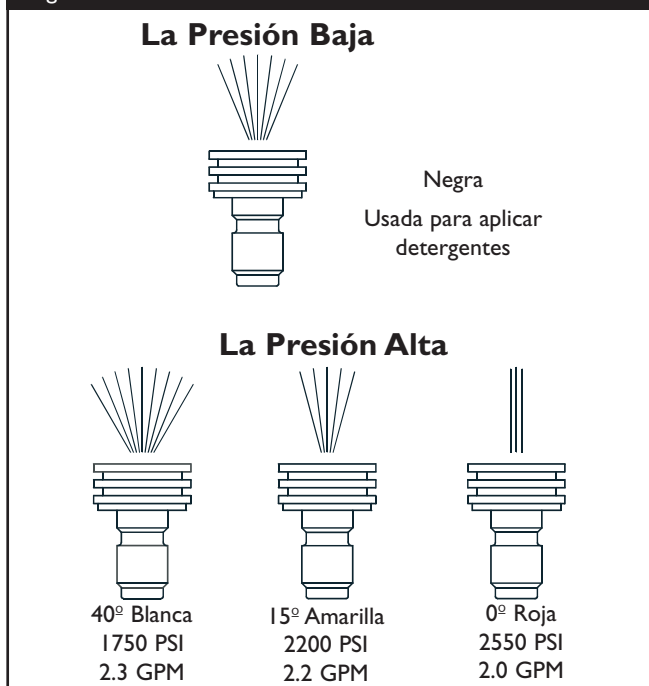 La Presión Baja
Negra
Usada para aplicar
detergentes
La Presión Alta
40º Blanca
1750 PSI
2.3 GPM
15º Amarilla
2200 PSI
2.2 GPM
0º Roja
2550 PSI
2.0 GPM